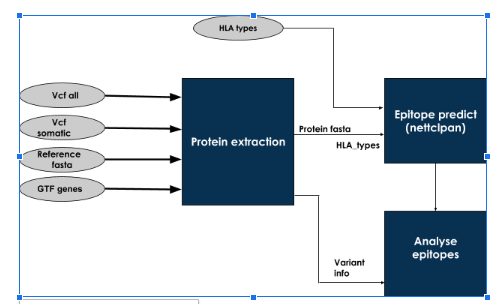 HLA types
Vcf all
Vcf
somatic
Reference
fasta
GTF genes
Protein extraction
Protein fasta
HLA_types
Epitope predict
(nettclpan)
Variant
info
Analyse
epitopes